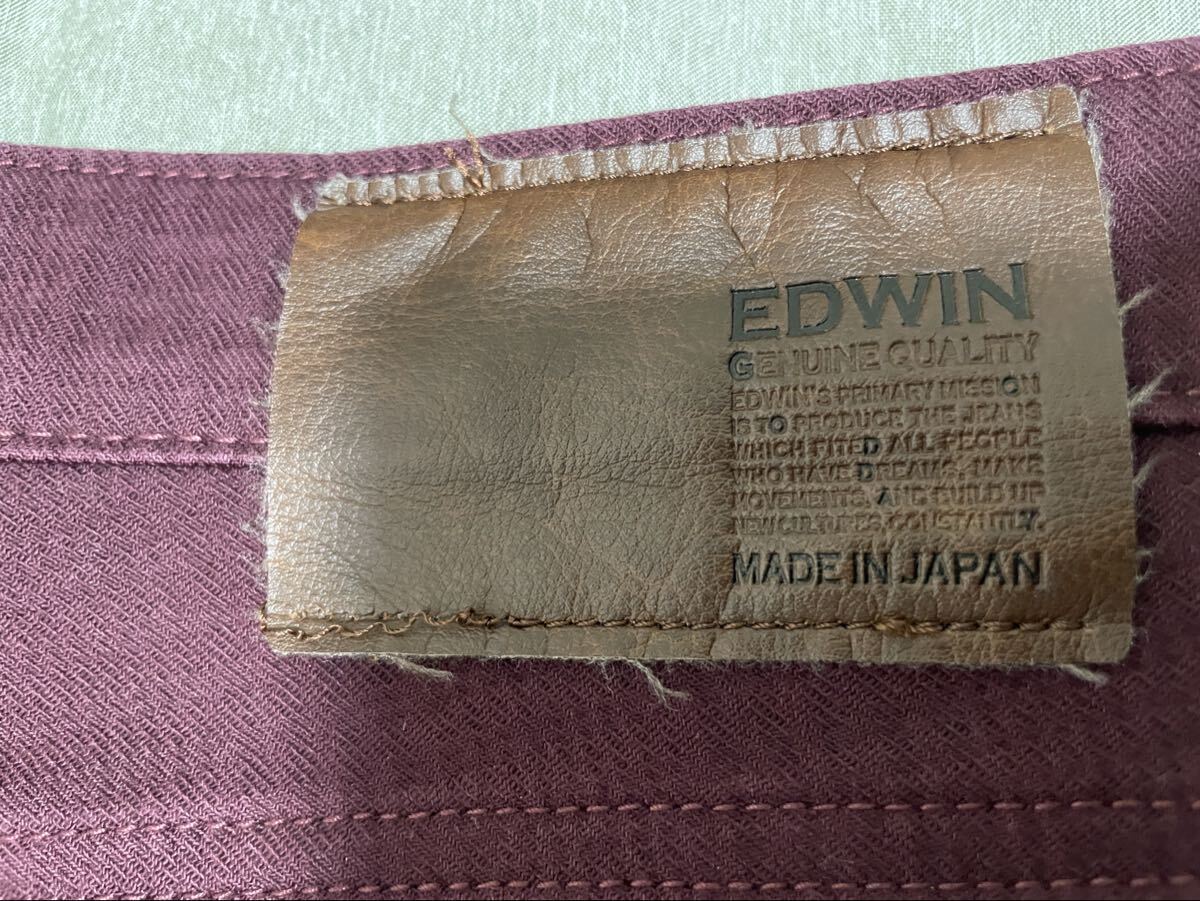 EDWIN
GENUINE QUALITY
EDWIN'S PRIMARY MISSION
IS TO PRODUCE THE JEANS
WHICH FITED ALL PEOPLE
WHO HAVE DREAMS, MAKE
MOVEMENTS, AND BUILD UP
NEW CULTURES, CONSTANTLY.
MADE IN JAPAN